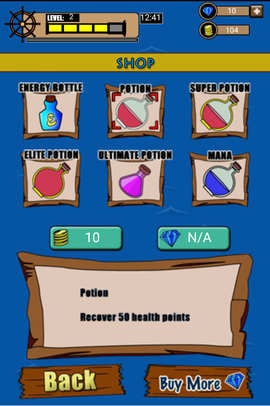 LEVEL: 2
12:41
10
104
SHOP
ENERGY BOTTLE
POTION
SUPER POTION
ELITE POTION
ULTIMATE POTION
MANA
10
N/A
Potion
Recover 50 health points
Back
Buy More